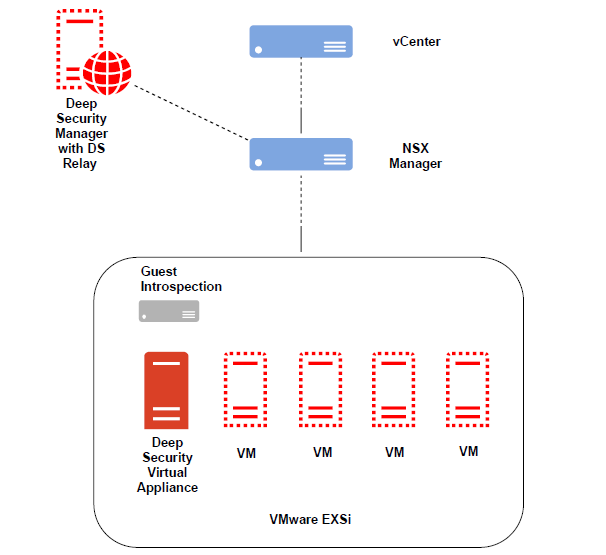 vCenter
Deep
Security
Manager
with DS
Relay
NSX
Manager
Guest
Introspection
Deep
Security
Virtual
Appliance
VM
VM
VM
VM
VMware EXSi